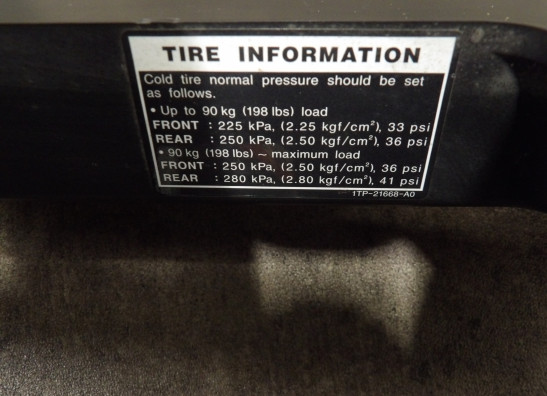 TIRE INFORMATION
Cold tire normal pressure should be set
as follows.
• Up to 90 kg (198 lbs) load
FRONT : 225 kPa, (2.25 kgf/cm²), 33 psi
REAR : 250 kPa, (2.50 kgf/cm²), 36 psi
• 90 kg (198 lbs) ~ maximum load
FRONT : 250 kPa, (2.50 kgf/cm²), 36 psi
REAR : 280 kPa, (2.80 kgf/cm²), 41 psi
1TP-21668-A0